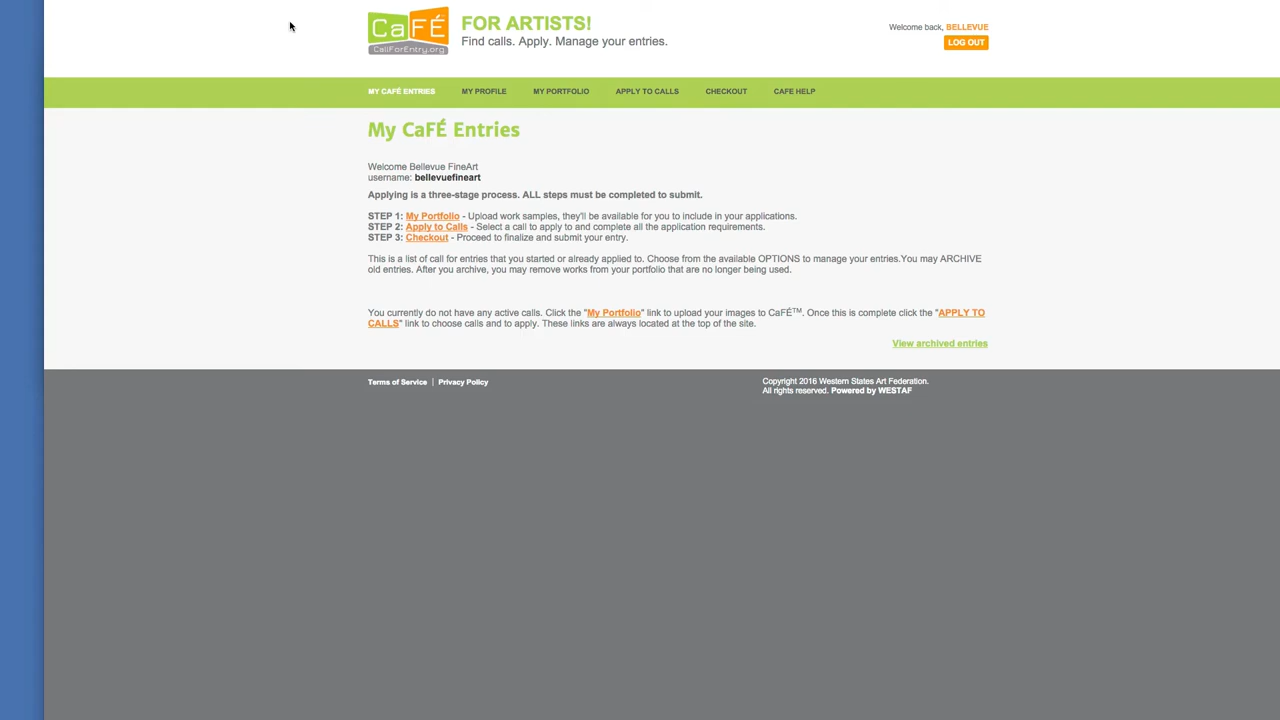 CaFÉ
CallForEntry.org
FOR ARTISTS!
Find calls. Apply. Manage your entries.
Welcome back, BELLEVUE
LOG OUT
MY CAFÉ ENTRIES MY PROFILE MY PORTFOLIO APPLY TO CALLS CHECKOUT CAFE HELP
My CaFÉ Entries
Welcome Bellevue FineArt
username: bellevuefineart
Applying is a three-stage process. ALL steps must be completed to submit.
STEP 1: My Portfolio - Upload work samples, they'll be available for you to include in your applications.
STEP 2: Apply to Calls - Select a call to apply to and complete all the application requirements.
STEP 3: Checkout - Proceed to finalize and submit your entry.
This is a list of call for entries that you started or already applied to. Choose from the available OPTIONS to manage your entries.You may ARCHIVE
old entries. After you archive, you may remove works from your portfolio that are no longer being used.
You currently do not have any active calls. Click the "My Portfolio" link to upload your images to CaFÉ™. Once this is complete click the "APPLY TO
CALLS" link to choose calls and to apply. These links are always located at the top of the site.
View archived entries
Terms of Service | Privacy Policy
Copyright 2016 Western States Art Federation.
All rights reserved. Powered by WESTAF